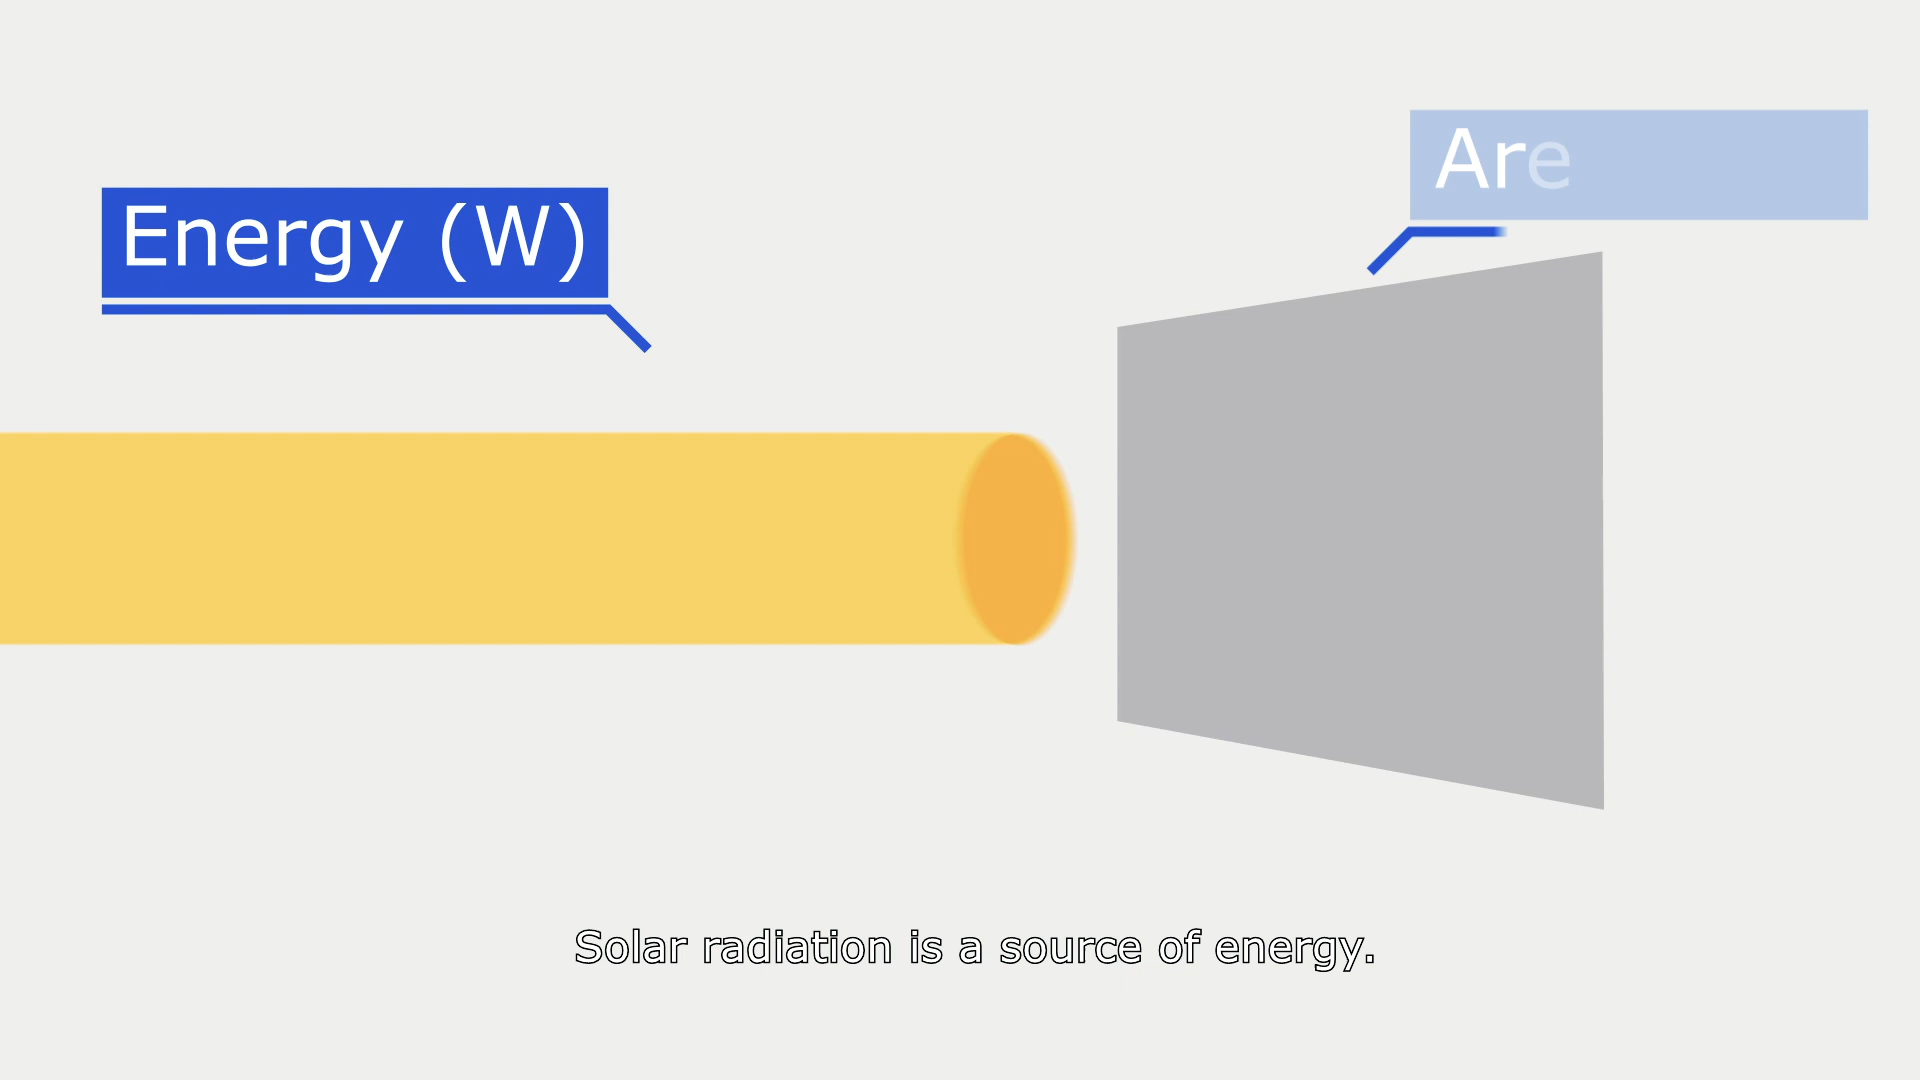 Energy (W)
Are
Solar radiation is a source of energy.